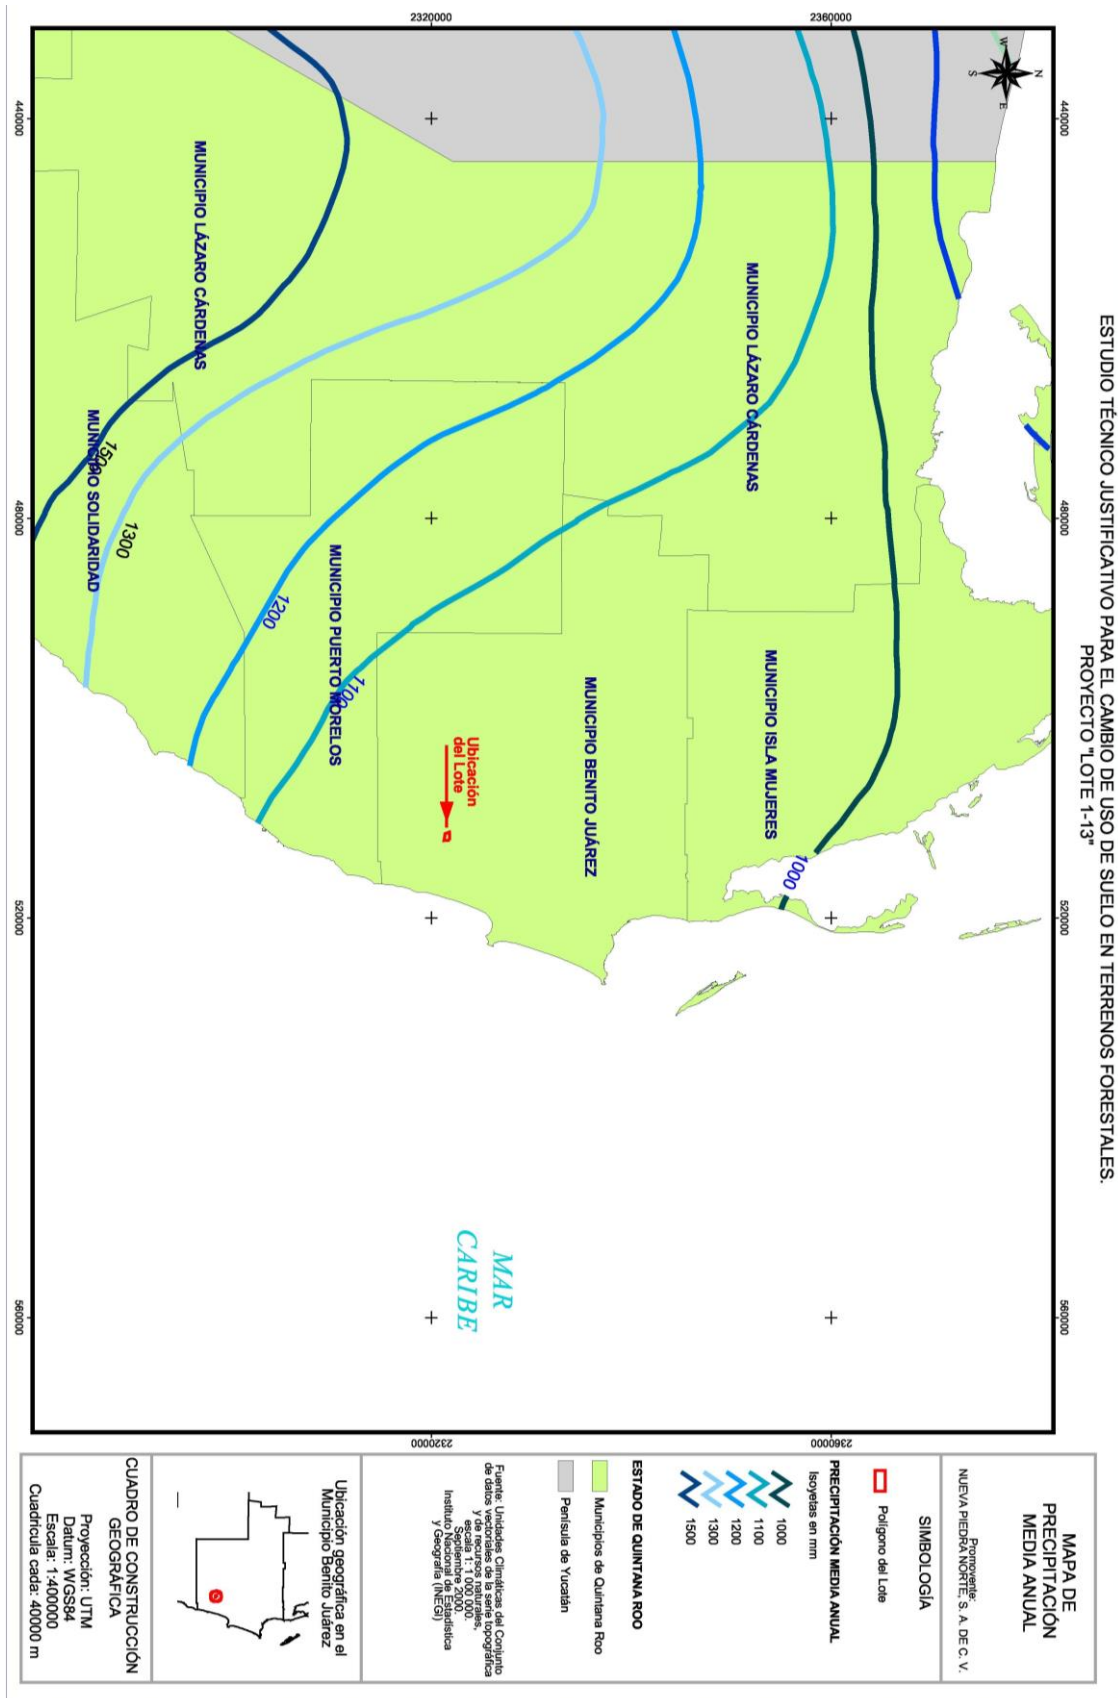 ESTUDIO TÉCNICO JUSTIFICATIVO PARA EL CAMBIO DE USO DE SUELO EN TERRENOS FORESTALES.
PROYECTO "LOTE 1-13"
440000
480000
520000
560000
2360000
2320000
N
W
E
S
MUNICIPIO LÁZARO CÁRDENAS
MUNICIPIO ISLA MUJERES
1000
MUNICIPIO BENITO JUÁREZ
Ubicación
del Lote
MUNICIPIO PUERTO MORELOS
1100
1200
MUNICIPIO LÁZARO CÁRDENAS
MUNICIPIO SOLIDARIDAD
1300
1500
MAR
CARIBE
2360000
2320000
440000
480000
520000
560000
MAPA DE
PRECIPITACIÓN
MEDIA ANUAL
Promovente:
NUEVA PIEDRA NORTE, S. A. DE C. V.
SIMBOLOGÍA
Polígono del Lote
PRECIPITACIÓN MEDIA ANUAL
Isoyetas en mm
1000
1100
1200
1300
1500
ESTADO DE QUINTANA ROO
Municipios de Quintana Roo
Penísula de Yucatán
Fuente: Unidades Climáticas del Conjunto
de datos vectoriales de la serie topográfica
y de recursos naturales,
escala 1: 1 000 000.
Septiembre 2000.
Instituto Nacional de Estadística
y Geografía (INEGI)
Ubicación geográfica en el
Municipio Benito Juárez
CUADRO DE CONSTRUCCIÓN
GEOGRÁFICA
Proyección: UTM
Datum: WGS84
Escala: 1:400000
Cuadrícula cada: 40000 m